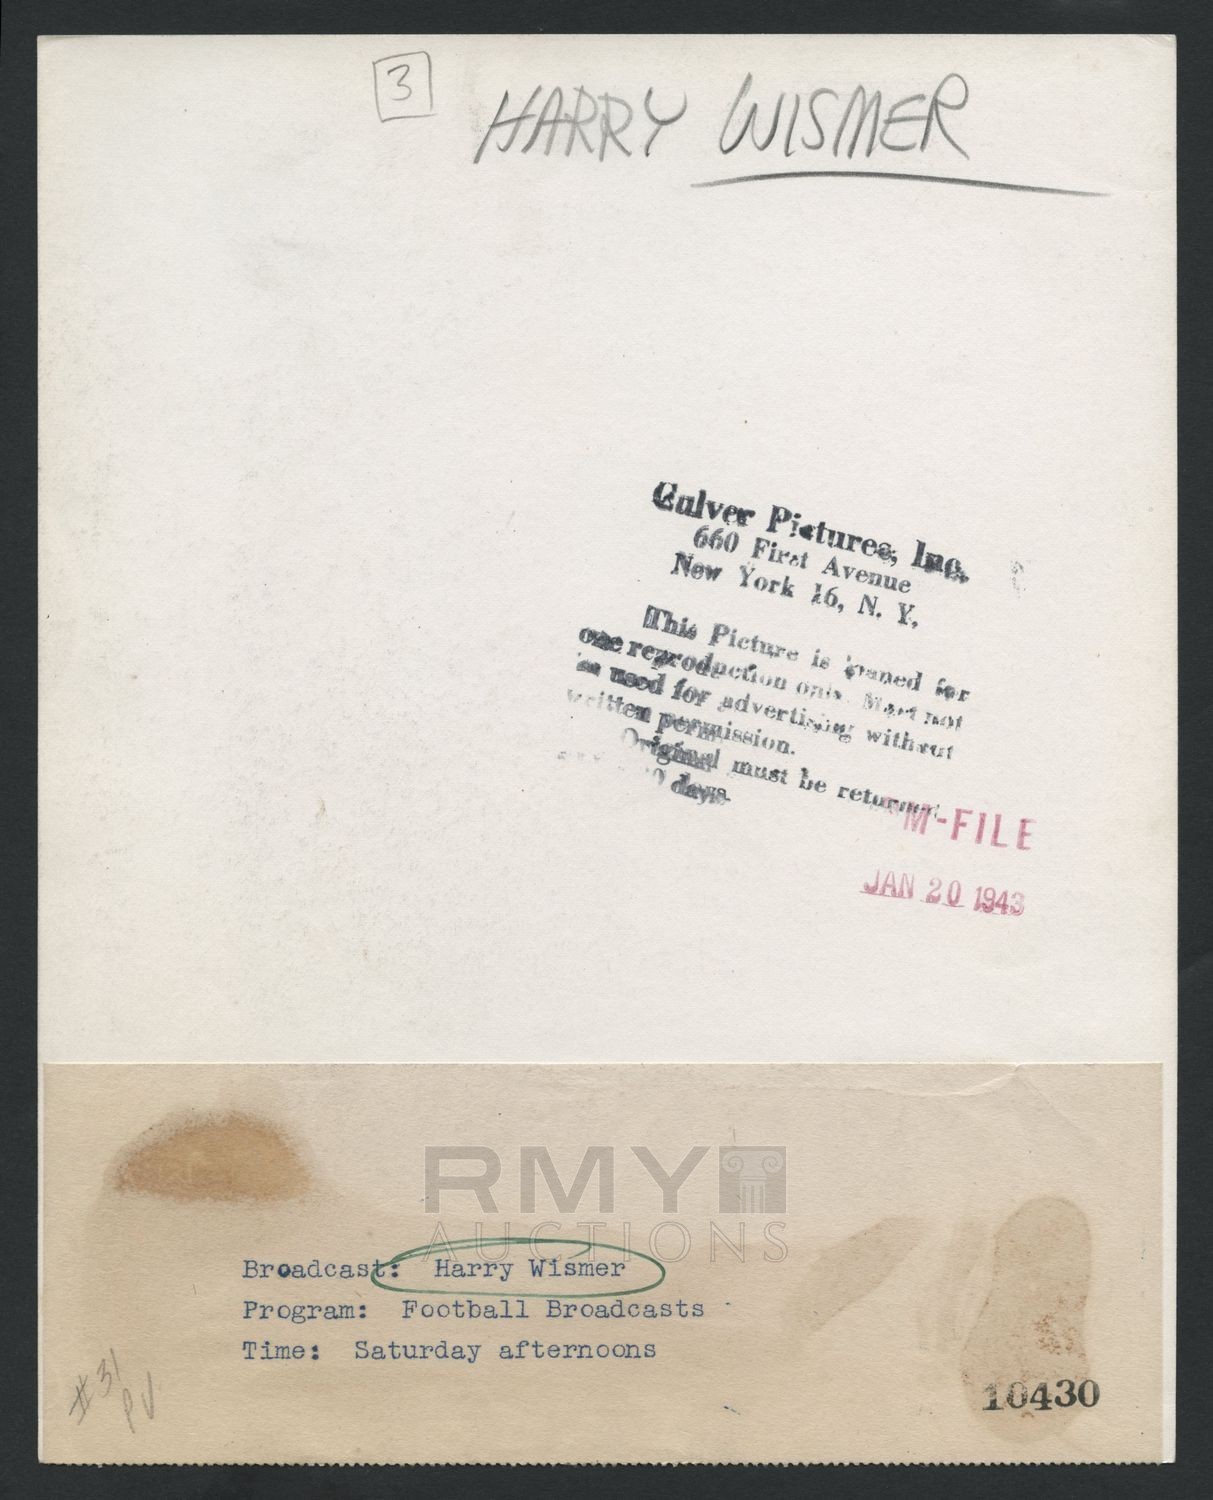 3
HARRY WISMER
Culver Pictures, Inc.
660 First Avenue
New York 16, N. Y.
This Picture is loaned for
one reproduction only. Must not
be used for advertising without
written permission.
Original must be returned
days.
M-FILE
JAN 20 1943
RMY
AUCTIONS
Broadcast: Harry Wismer
Program: Football Broadcasts
Time: Saturday afternoons
#31
PV
10430